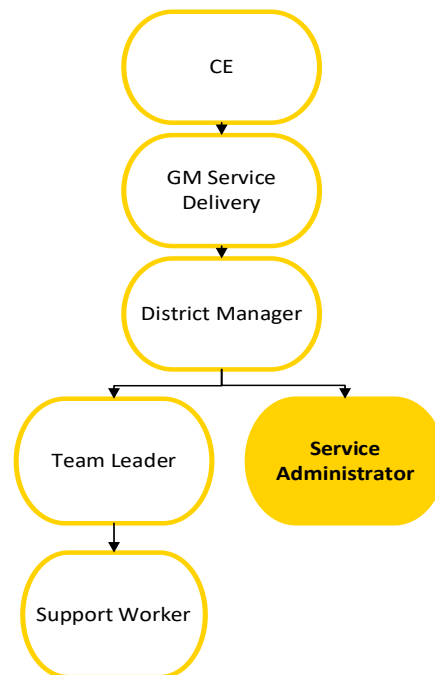 CE
GM Service
Delivery
District Manager
Team Leader
Service
Administrator
Support Worker